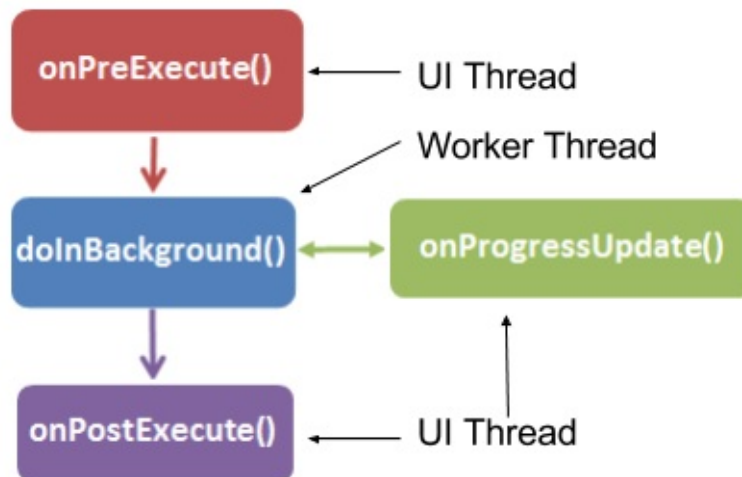 onPreExecute()
UI Thread
Worker Thread
doInBackground()
onProgressUpdate()
onPostExecute()
UI Thread